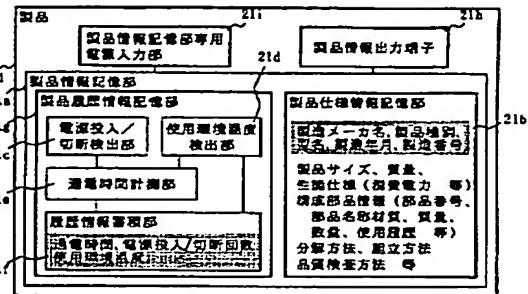 製品
21i
21h
製品情報記憶部専用
電源入力部
製品情報出力端子
21d
製品情報記憶部
製品履歴情報記憶部
電源投入/
切断検出部
使用環境温度
検出部
通電時間計測部
履歴情報蓄積部
通電時間、電源投入/切断回数
使用環境温度
製品仕様情報記憶部
21b
製造メーカ名、製品種別、
型名、製造年月、製造番号
製品サイズ、質量、
性能仕様(消費電力 等)
構成部品情報(部品番号、
部品名称材質、質量、
数量、使用履歴 等)
分解方法、組立方法
品質検査方法 等